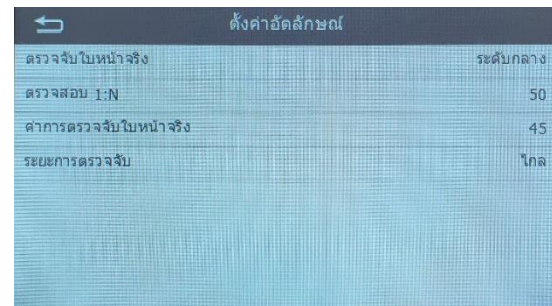 ตั้งค่าอัตลักษณ์
ตรวจจับใบหน้าจริง ระดับกลาง
ตรวจสอบ 1:N 50
ค่าการตรวจจับใบหน้าจริง 45
ระยะการตรวจจับ ไกล